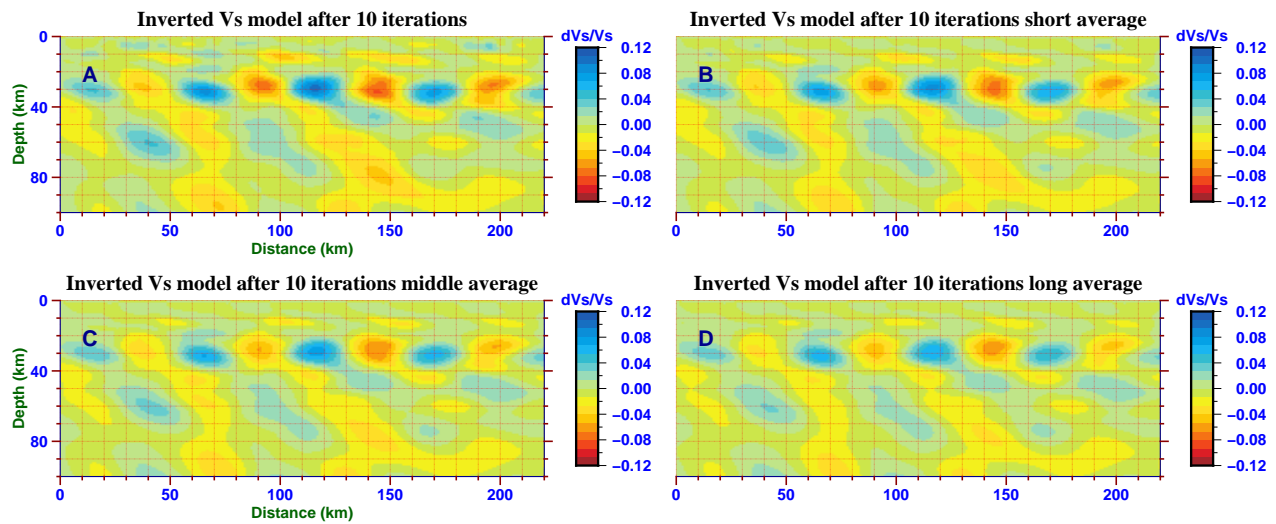 Inverted Vs model after 10 iterations
dVs/Vs
0
40
80
Depth (km)
A
0.12
0.08
0.04
0.00
−0.04
−0.08
−0.12
0 50 100 150 200
Distance (km)
Inverted Vs model after 10 iterations short average
dVs/Vs
0
40
80
B
0.12
0.08
0.04
0.00
−0.04
−0.08
−0.12
0 50 100 150 200
Inverted Vs model after 10 iterations middle average
dVs/Vs
0
40
80
Depth (km)
C
0.12
0.08
0.04
0.00
−0.04
−0.08
−0.12
0 50 100 150 200
Distance (km)
Inverted Vs model after 10 iterations long average
dVs/Vs
0
40
80
D
0.12
0.08
0.04
0.00
−0.04
−0.08
−0.12
0 50 100 150 200